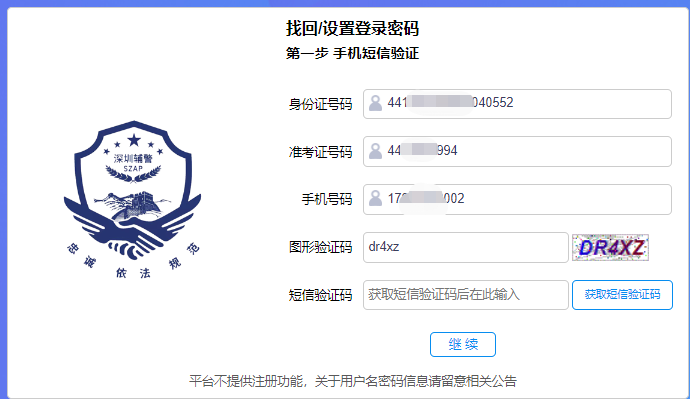 找回/设置登录密码
第一步 手机短信验证
身份证号码 441 040552
准考证号码 44 994
手机号码 17 002
图形验证码 dr4xz DR4XZ
短信验证码 获取短信验证码后在此输入 获取短信验证码
继 续
深圳辅警
SZAP
忠 诚 依 法 规 范
平台不提供注册功能，关于用户名密码信息请留意相关公告